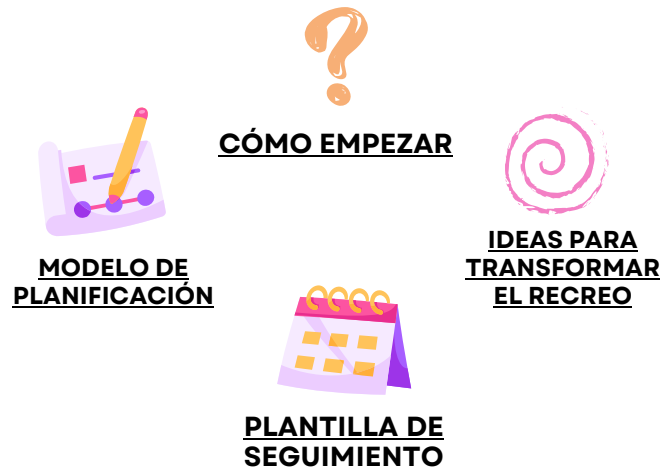 CÓMO EMPEZAR
MODELO DE
PLANIFICACIÓN
IDEAS PARA
TRANSFORMAR
EL RECREO
PLANTILLA DE
SEGUIMIENTO